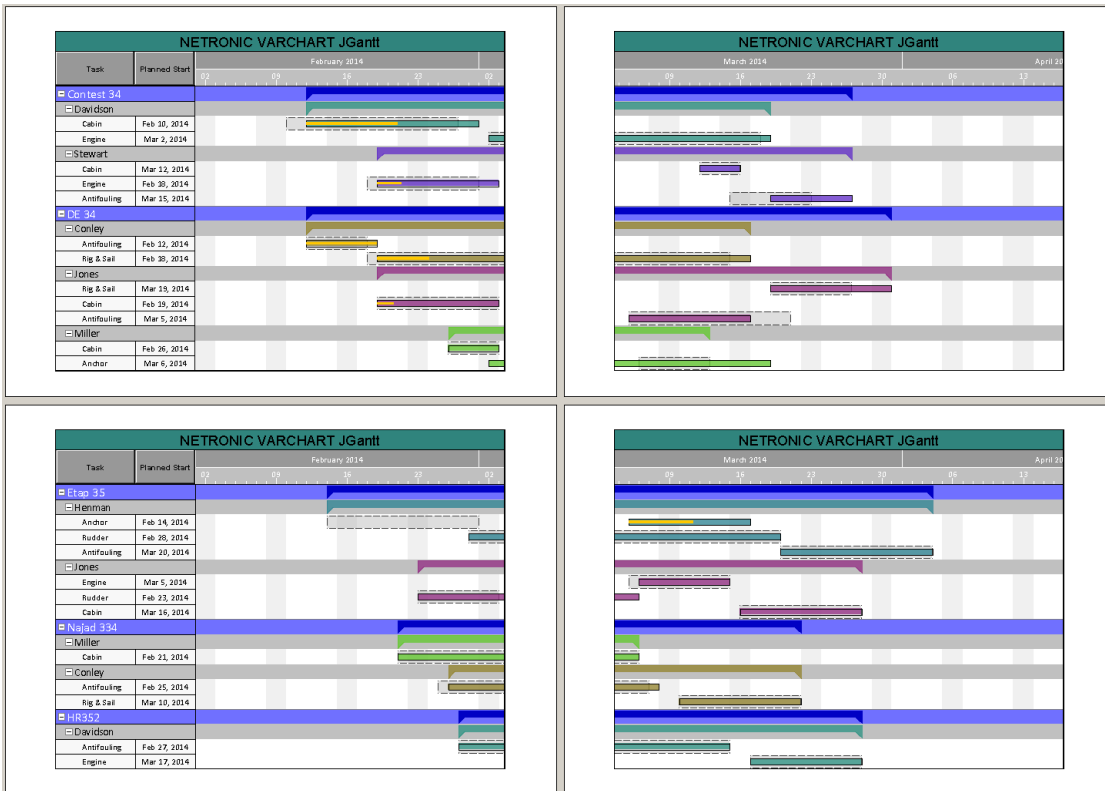 NETRONIC VARCHART JGantt
Task Planned Start February 2014
02 09 16 23 02
Contest 34
Davidson
Cabin Feb 10, 2014
Engine Mar 2, 2014
Stewart
Cabin Mar 12, 2014
Engine Feb 18, 2014
Antifouling Mar 15, 2014
DE 34
Conley
Antifouling Feb 12, 2014
Rig & Sail Feb 18, 2014
Jones
Rig & Sail Mar 19, 2014
Cabin Feb 19, 2014
Antifouling Mar 5, 2014
Miller
Cabin Feb 26, 2014
Anchor Mar 6, 2014
NETRONIC VARCHART JGantt
March 2014 April 20
09 16 23 30 06 13
NETRONIC VARCHART JGantt
Task Planned Start February 2014
02 09 16 23 02
Etap 35
Henman
Anchor Feb 14, 2014
Rudder Feb 28, 2014
Antifouling Mar 20, 2014
Jones
Engine Mar 5, 2014
Rudder Feb 23, 2014
Cabin Mar 16, 2014
Najad 334
Miller
Cabin Feb 21, 2014
Conley
Antifouling Feb 25, 2014
Rig & Sail Mar 10, 2014
HR352
Davidson
Antifouling Feb 27, 2014
Engine Mar 17, 2014
NETRONIC VARCHART JGantt
March 2014 April 20
09 16 23 30 06 13